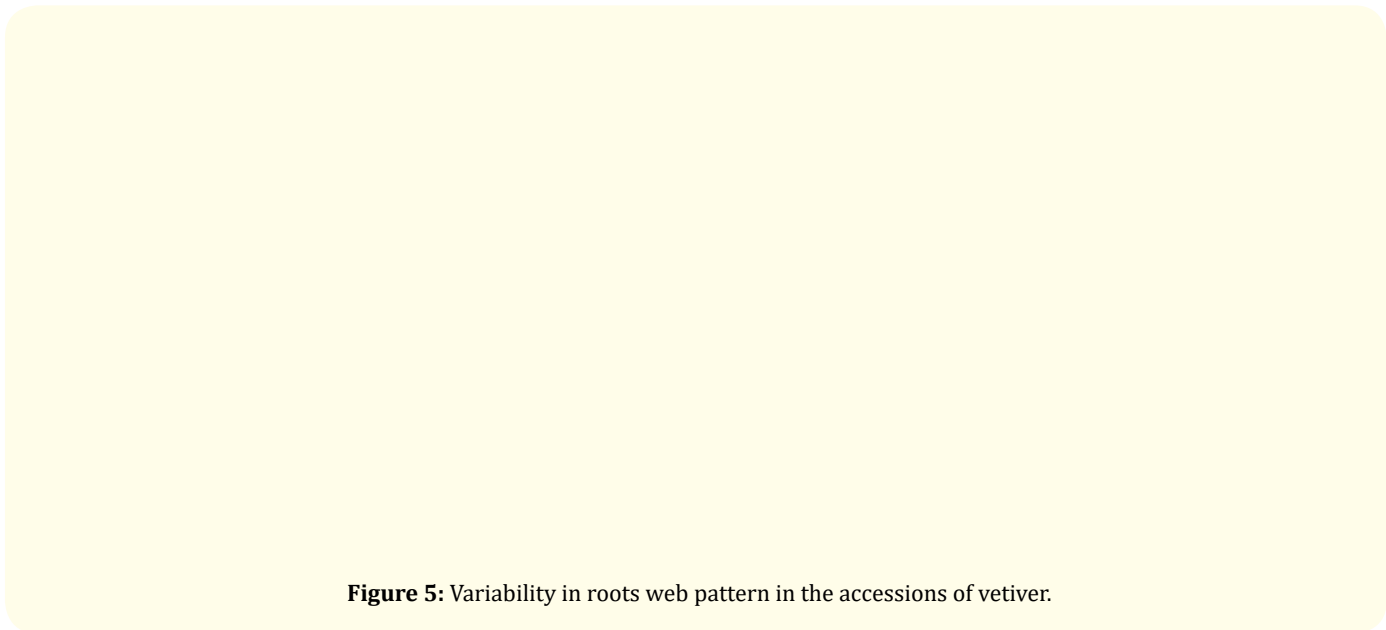 Figure 5: Variability in roots web pattern in the accessions of vetiver.